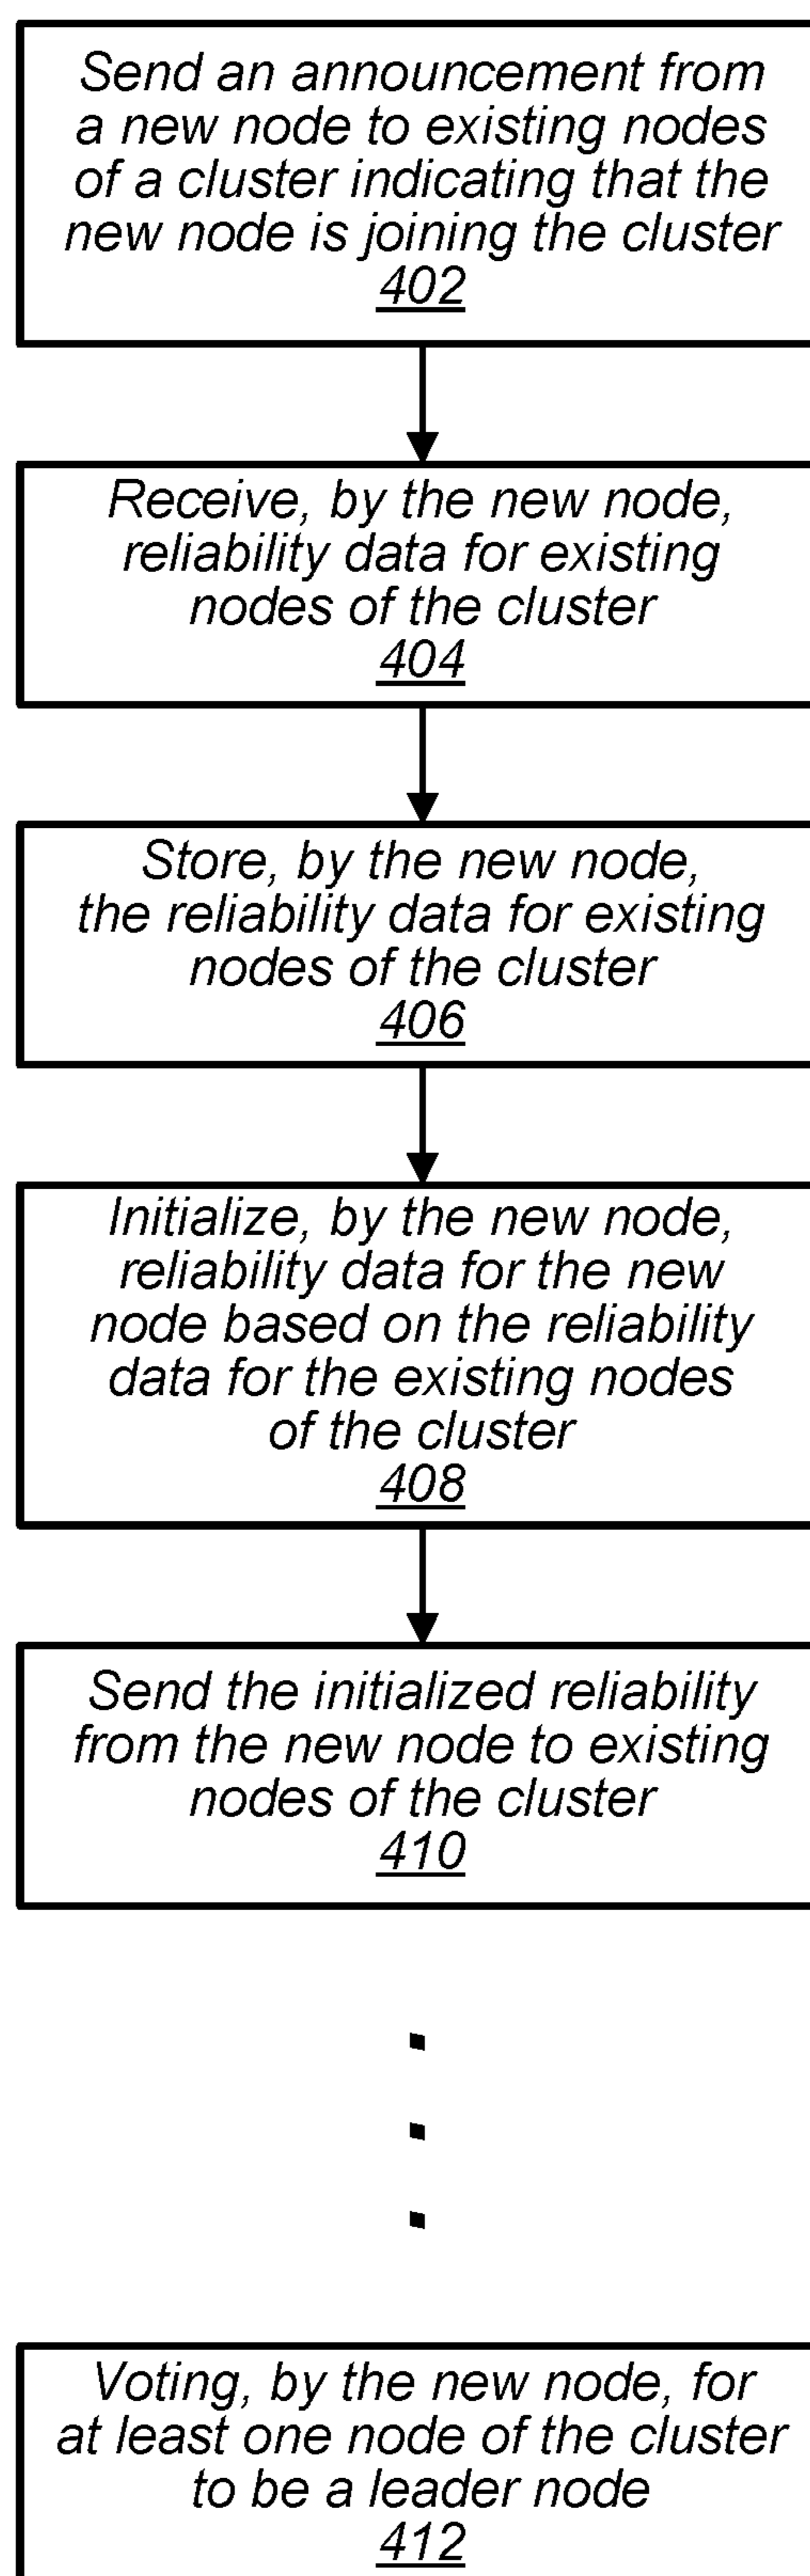 Send an announcement from
a new node to existing nodes
of a cluster indicating that the
new node is joining the cluster
402
Receive, by the new node,
reliability data for existing
nodes of the cluster
404
Store, by the new node,
the reliability data for existing
nodes of the cluster
406
Initialize, by the new node,
reliability data for the new
node based on the reliability
data for the existing nodes
of the cluster
408
Send the initialized reliability
from the new node to existing
nodes of the cluster
410
Voting, by the new node, for
at least one node of the cluster
to be a leader node
412